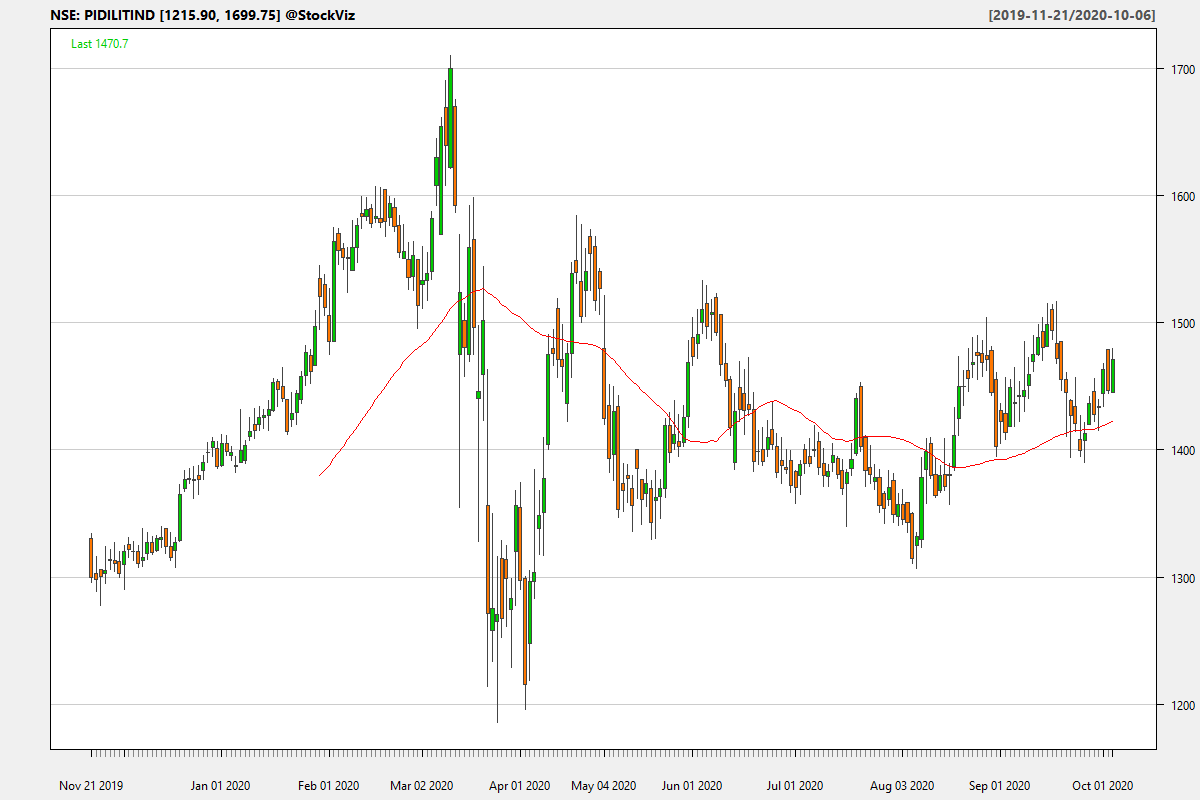 NSE: PIDILITIND [1215.90, 1699.75] @StockViz [2019-11-21/2020-10-06]
Last 1470.7
1700
1600
1500
1400
1300
1200
Nov 21 2019 Jan 01 2020 Feb 01 2020 Mar 02 2020 Apr 01 2020 May 04 2020 Jun 01 2020 Jul 01 2020 Aug 03 2020 Sep 01 2020 Oct 01 2020